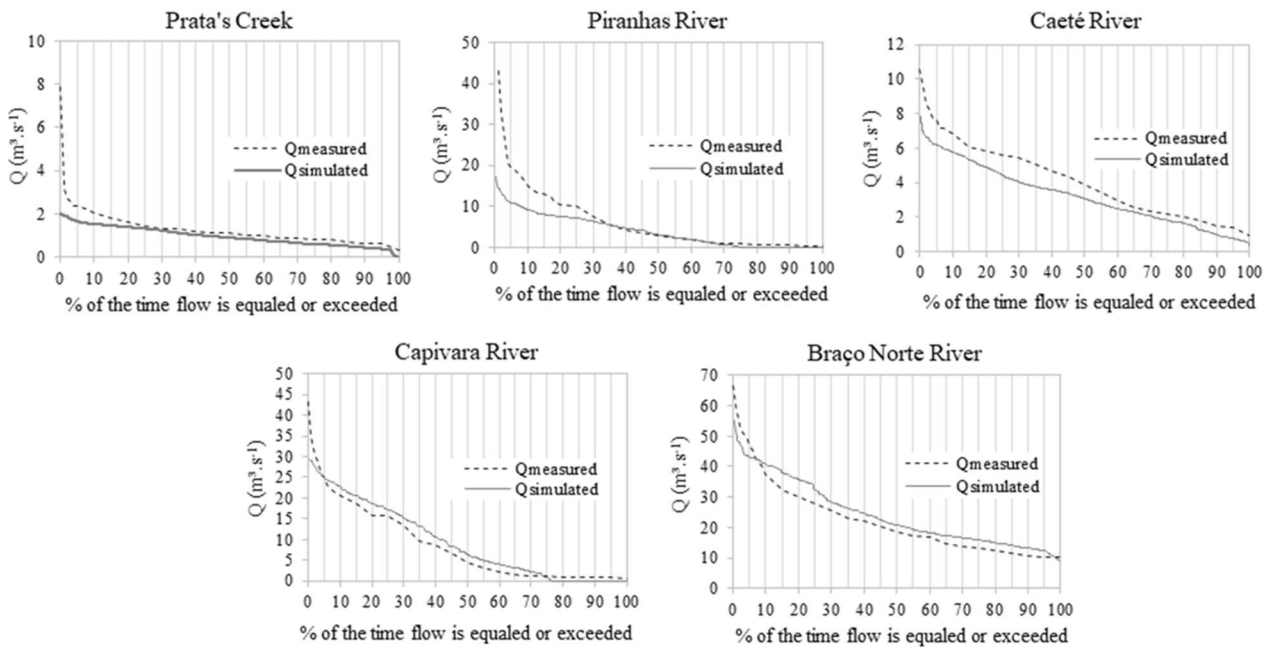 Prata's Creek
10
8
6
4
2
0
Q (m³.s⁻¹)
Qmeasured
Qsimulated
0 10 20 30 40 50 60 70 80 90 100
% of the time flow is equaled or exceeded
Piranhas River
50
40
30
20
10
0
Q (m³.s⁻¹)
Qmeasured
Qsimulated
0 10 20 30 40 50 60 70 80 90 100
% of the time flow is equaled or exceeded
Caeté River
12
10
8
6
4
2
0
Q (m³.s⁻¹)
Qmeasured
Qsimulated
0 10 20 30 40 50 60 70 80 90 100
% of the time flow is equaled or exceeded
Capivara River
50
45
40
35
30
25
20
15
10
5
0
Q (m³.s⁻¹)
Qmeasured
Qsimulated
0 10 20 30 40 50 60 70 80 90 100
% of the time flow is equaled or exceeded
Braço Norte River
70
60
50
40
30
20
10
0
Q (m³.s⁻¹)
Qmeasured
Qsimulated
0 10 20 30 40 50 60 70 80 90 100
% of the time flow is equaled or exceeded